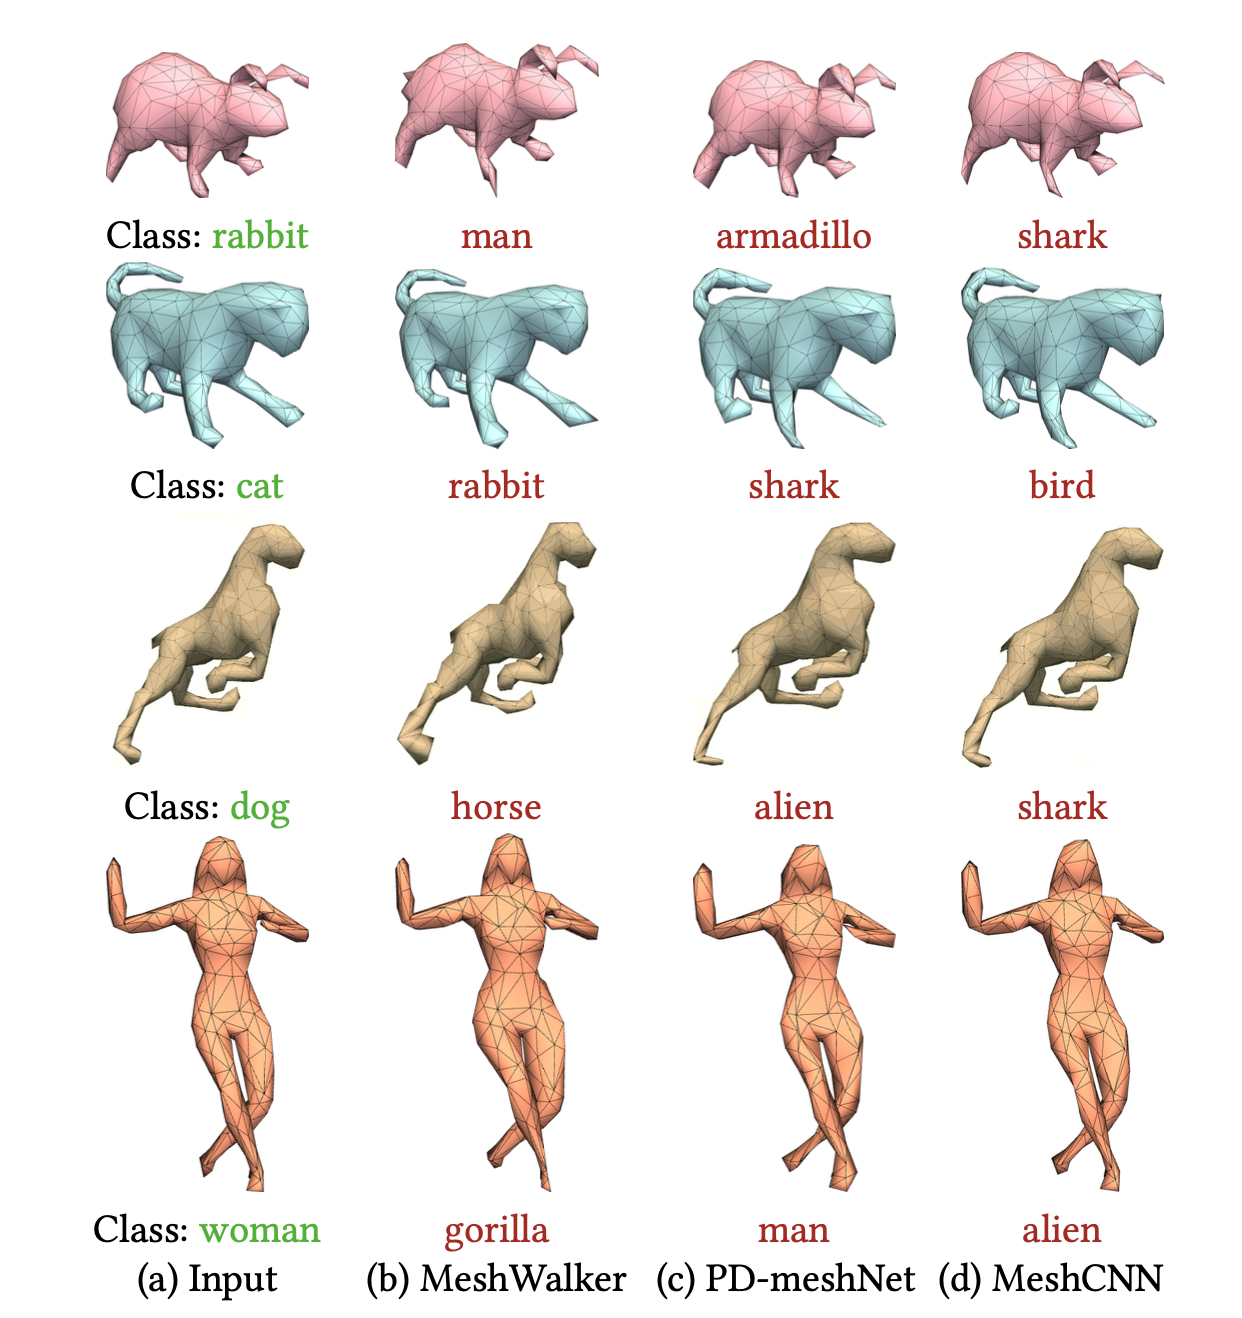 Class: rabbit man armadillo shark
Class: cat rabbit shark bird
Class: dog horse alien shark
Class: woman gorilla man alien
(a) Input (b) MeshWalker (c) PD-meshNet (d) MeshCNN